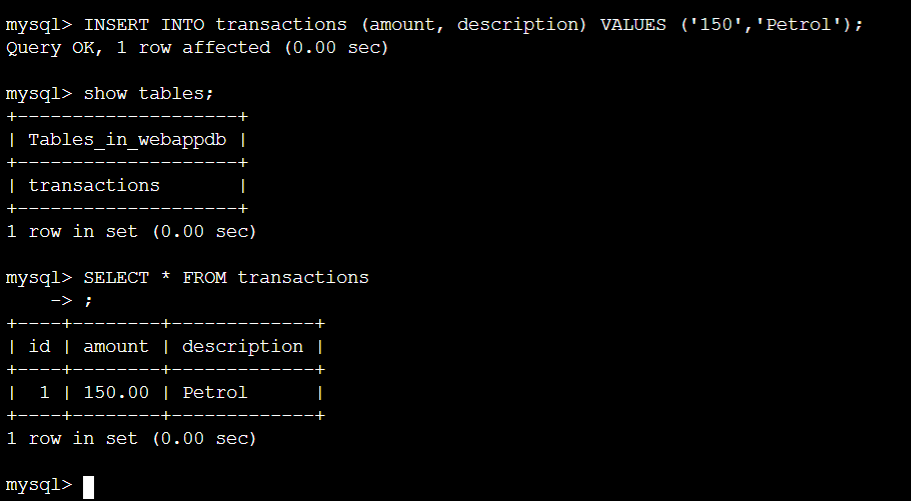 mysql> INSERT INTO transactions (amount, description) VALUES ('150','Petrol');
Query OK, 1 row affected (0.00 sec)
mysql> show tables;
+--------------------+
| Tables_in_webappdb |
+--------------------+
| transactions       |
+--------------------+
1 row in set (0.00 sec)
mysql> SELECT * FROM transactions
    -> ;
+----+--------+-------------+
| id | amount | description |
+----+--------+-------------+
|  1 | 150.00 | Petrol      |
+----+--------+-------------+
1 row in set (0.00 sec)
mysql>